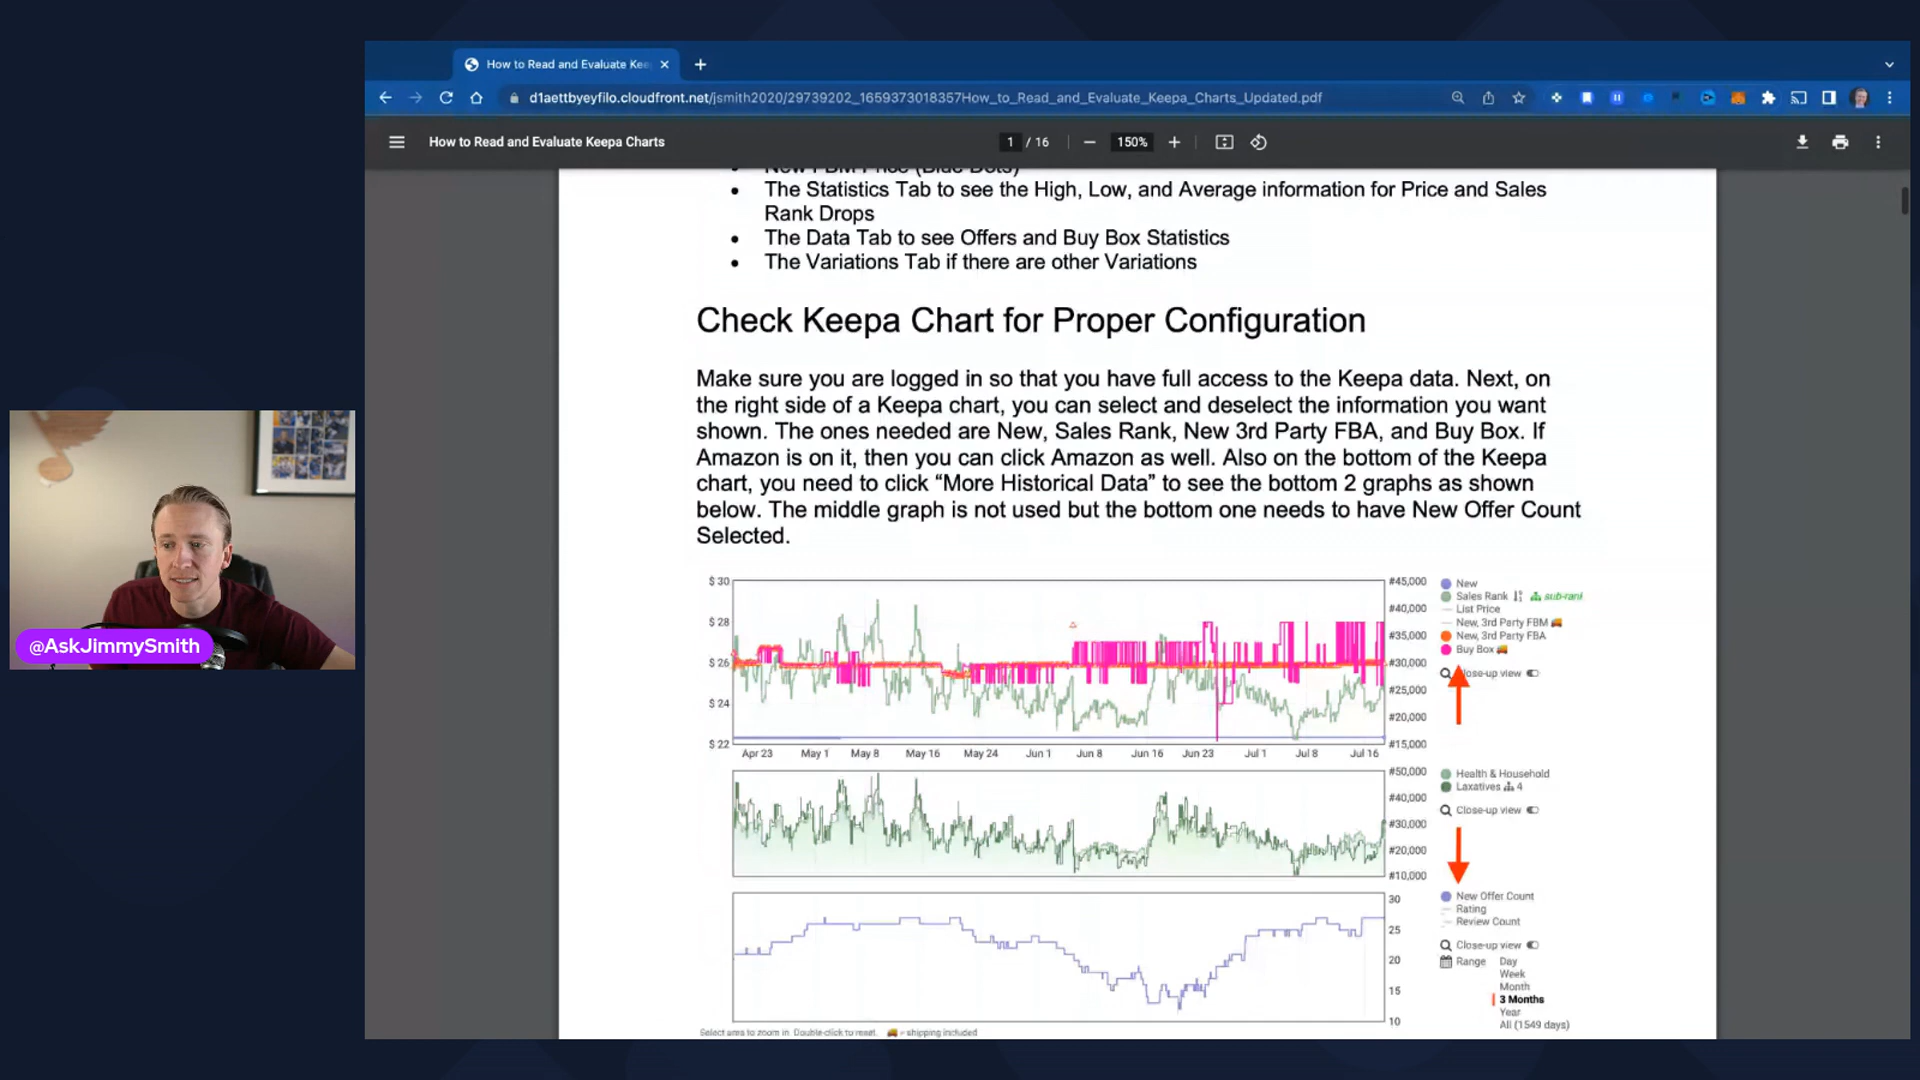 How to Read and Evaluate Kee
d1aettbyeyfilo.cloudfront.net/jsmith2020/29739202_1659373018357How_to_Read_and_Evaluate_Keepa_Charts_Updated.pdf
How to Read and Evaluate Keepa Charts
1 / 16
150%
New FBM Price (Blue Dots)
• The Statistics Tab to see the High, Low, and Average information for Price and Sales
Rank Drops
• The Data Tab to see Offers and Buy Box Statistics
• The Variations Tab if there are other Variations
Check Keepa Chart for Proper Configuration
Make sure you are logged in so that you have full access to the Keepa data. Next, on
the right side of a Keepa chart, you can select and deselect the information you want
shown. The ones needed are New, Sales Rank, New 3rd Party FBA, and Buy Box. If
Amazon is on it, then you can click Amazon as well. Also on the bottom of the Keepa
chart, you need to click “More Historical Data” to see the bottom 2 graphs as shown
below. The middle graph is not used but the bottom one needs to have New Offer Count
Selected.
$ 30
$ 28
$ 26
$ 24
$ 22
#45,000
#40,000
#35,000
#30,000
#25,000
#20,000
#15,000
Apr 23 May 1 May 8 May 16 May 24 Jun 1 Jun 8 Jun 16 Jun 23 Jul 1 Jul 8 Jul 16
New
Sales Rank sub-rank
List Price
New, 3rd Party FBM
New, 3rd Party FBA
Buy Box
lose-up view
#50,000
#40,000
#30,000
#20,000
#10,000
Health & Household
Laxatives 4
Close-up view
30
25
20
15
10
New Offer Count
Rating
Review Count
Close-up view
Range Day
Week
Month
3 Months
Year
All (1549 days)
Select area to zoom in. Double-click to reset. = shipping included
@AskJimmySmith